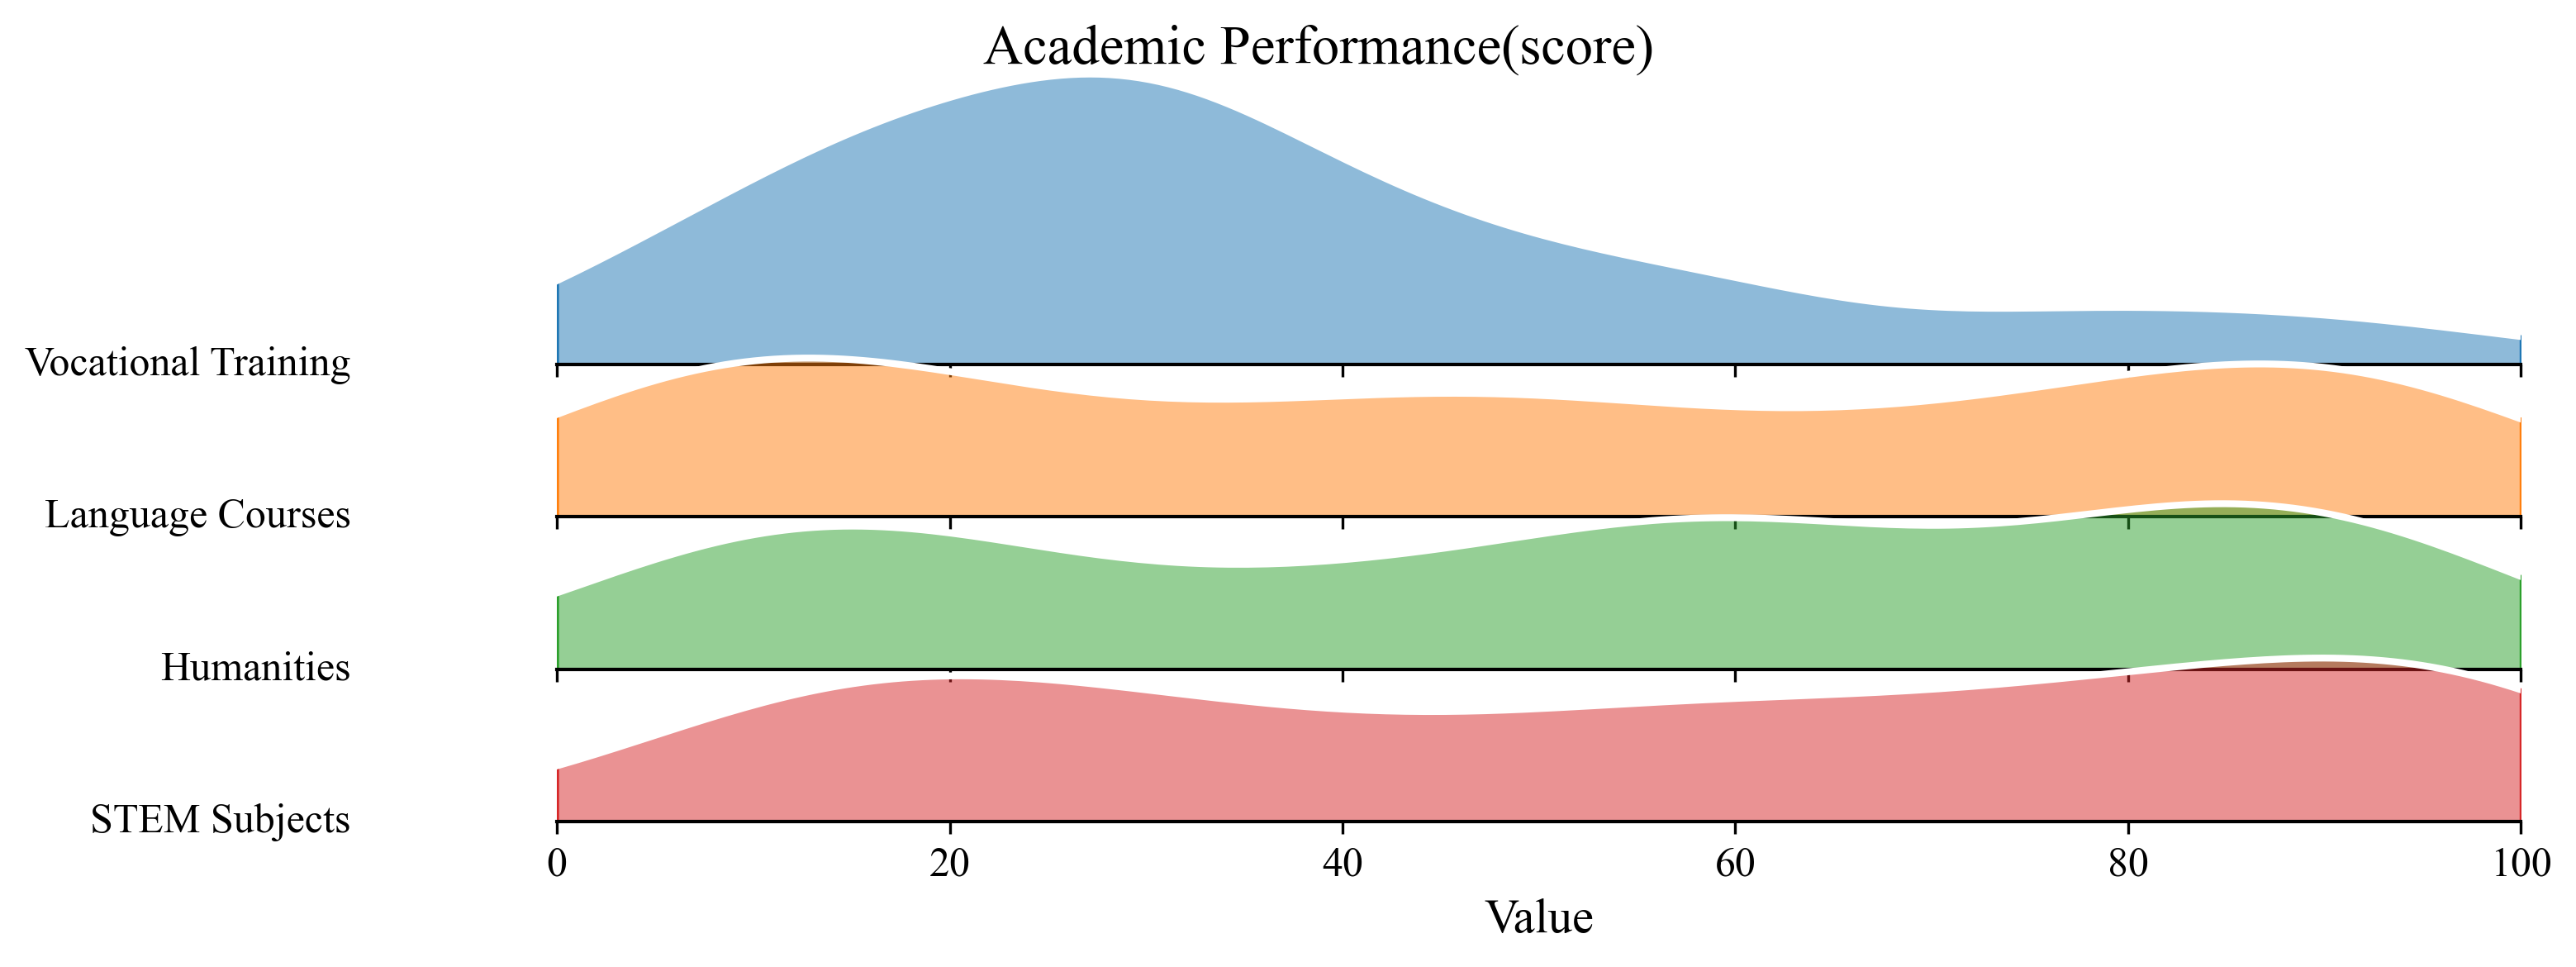 Academic Performance(score)
Vocational Training
Language Courses
Humanities
STEM Subjects
0 20 40 60 80 100
Value